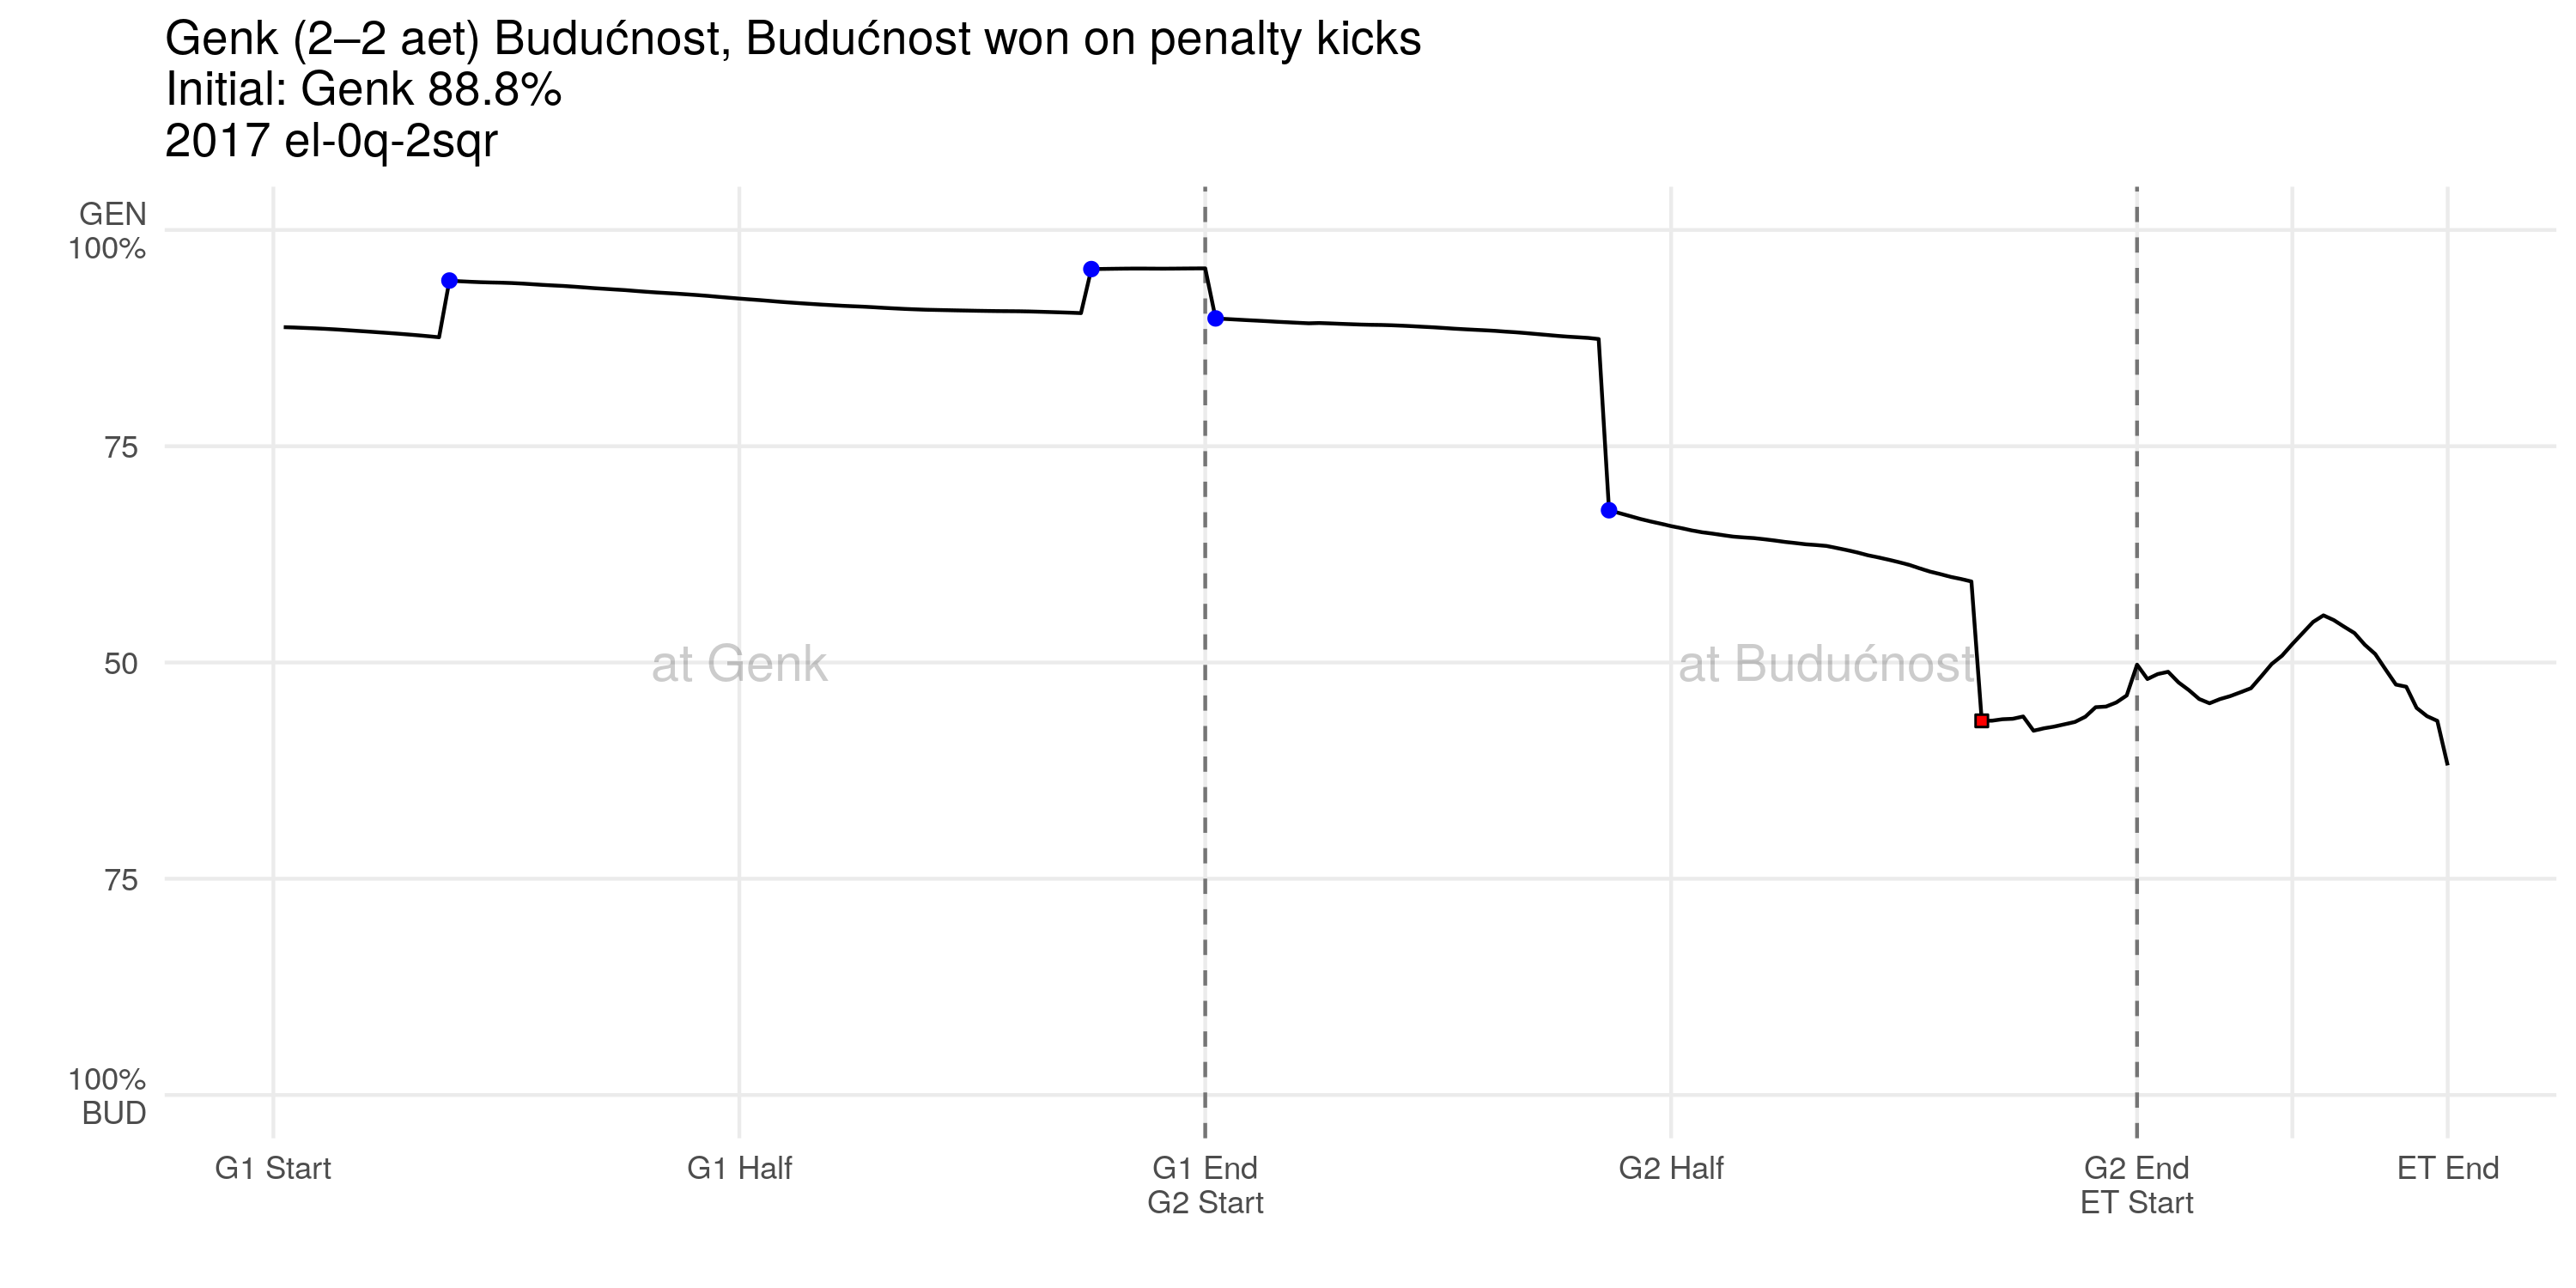 Genk (2–2 aet) Budućnost, Budućnost won on penalty kicks
Initial: Genk 88.8%
2017 el-0q-2sqr
GEN
100%
75
50
75
100%
BUD
at Genk
at Budućnost
G1 Start
G1 Half
G1 End
G2 Start
G2 Half
G2 End
ET Start
ET End